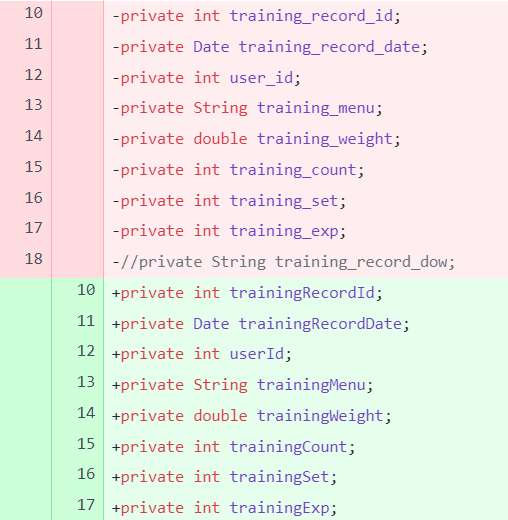 10 -private int training_record_id;
11 -private Date training_record_date;
12 -private int user_id;
13 -private String training_menu;
14 -private double training_weight;
15 -private int training_count;
16 -private int training_set;
17 -private int training_exp;
18 -//private String training_record_dow;
10 +private int trainingRecordId;
11 +private Date trainingRecordDate;
12 +private int userId;
13 +private String trainingMenu;
14 +private double trainingWeight;
15 +private int trainingCount;
16 +private int trainingSet;
17 +private int trainingExp;